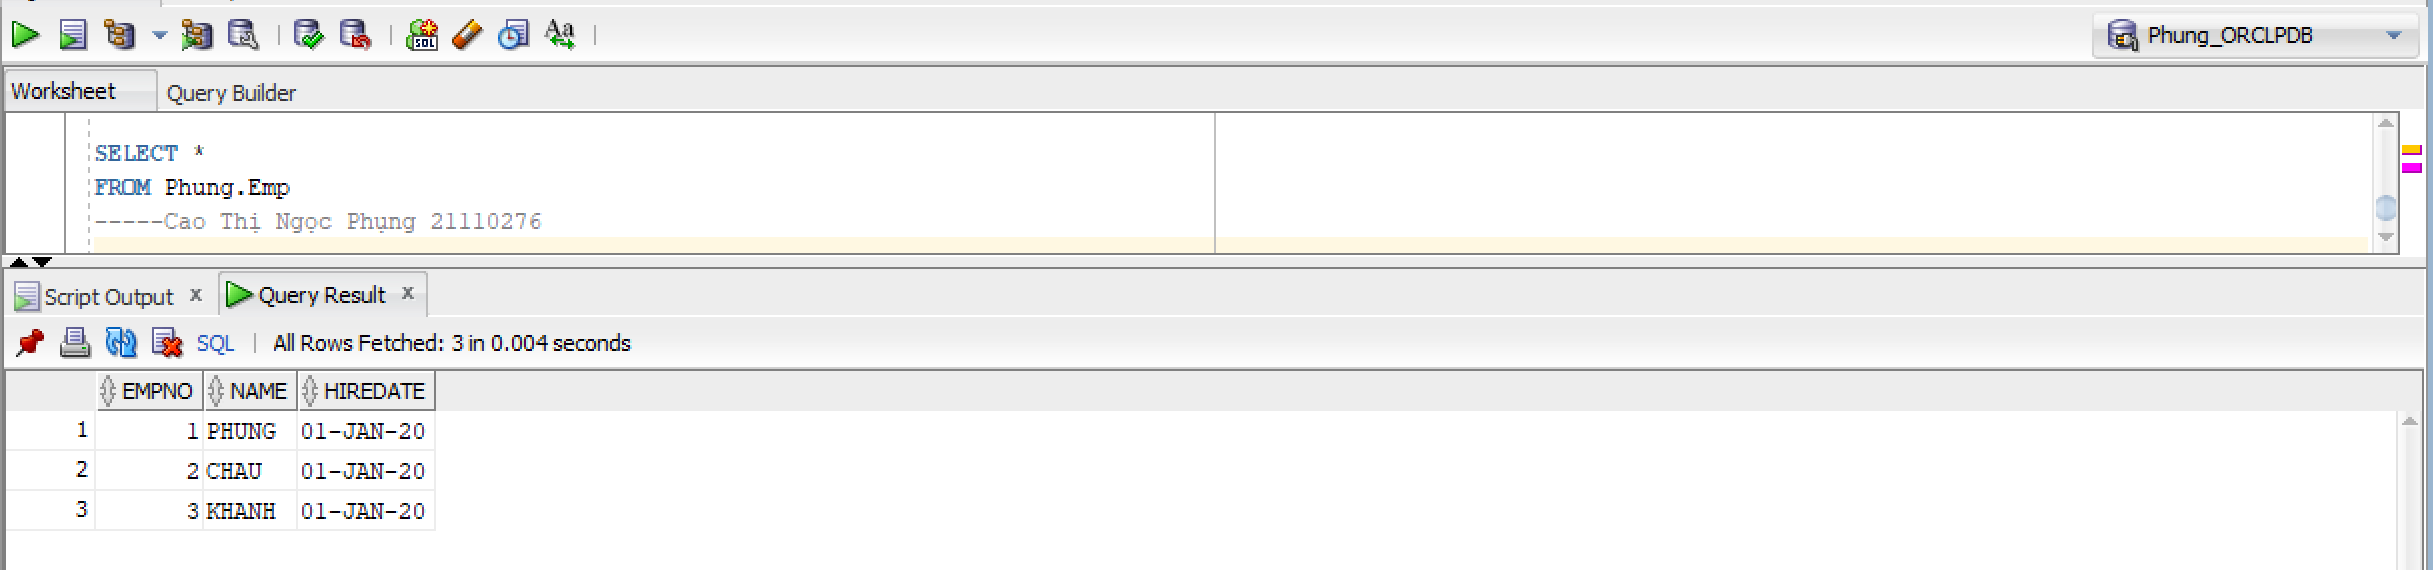 Phung_ORCLPDB
Worksheet Query Builder
SELECT *
FROM Phung.Emp
-----Cao Thị Ngọc Phụng 21110276
Script Output x Query Result x
SQL All Rows Fetched: 3 in 0.004 seconds
EMPNO NAME HIREDATE
1 1 PHUNG 01-JAN-20
2 2 CHAU 01-JAN-20
3 3 KHANH 01-JAN-20